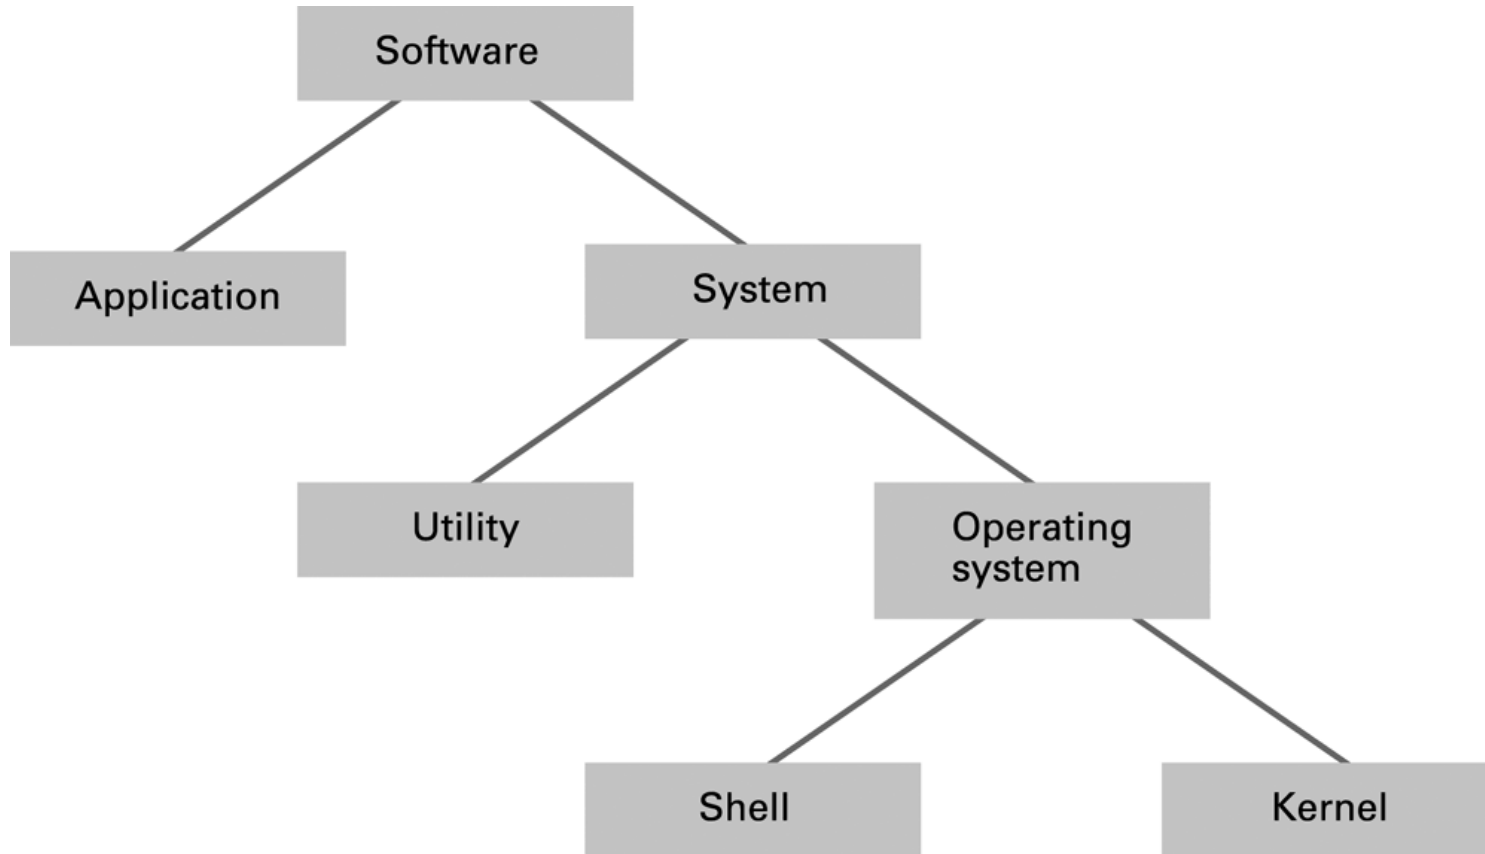 Software
Application
System
Utility
Operating
system
Shell
Kernel